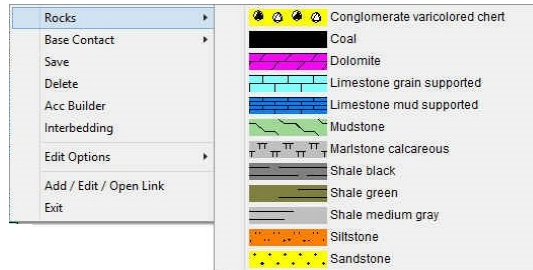 Rocks
Base Contact
Save
Delete
Acc Builder
Interbedding
Edit Options
Add / Edit / Open Link
Exit
Conglomerate varicolored chert
Coal
Dolomite
Limestone grain supported
Limestone mud supported
Mudstone
Marlstone calcareous
Shale black
Shale green
Shale medium gray
Siltstone
Sandstone